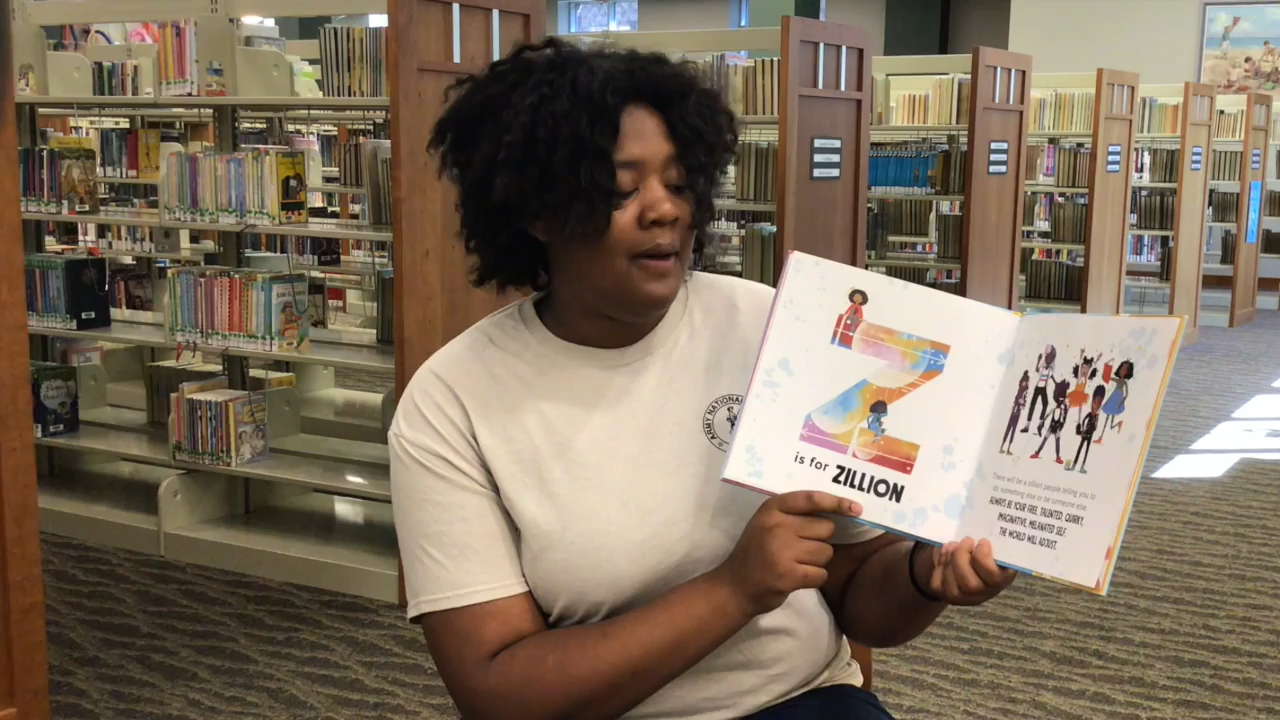 ARMY NATIONAL
Z
is for ZILLION
There will be a zillion people telling you to
do something else or be someone else.
ALWAYS BE YOUR FREE, TALENTED, QUIRKY,
IMAGINATIVE, MELANATED SELF.
THE WORLD WILL ADJUST.